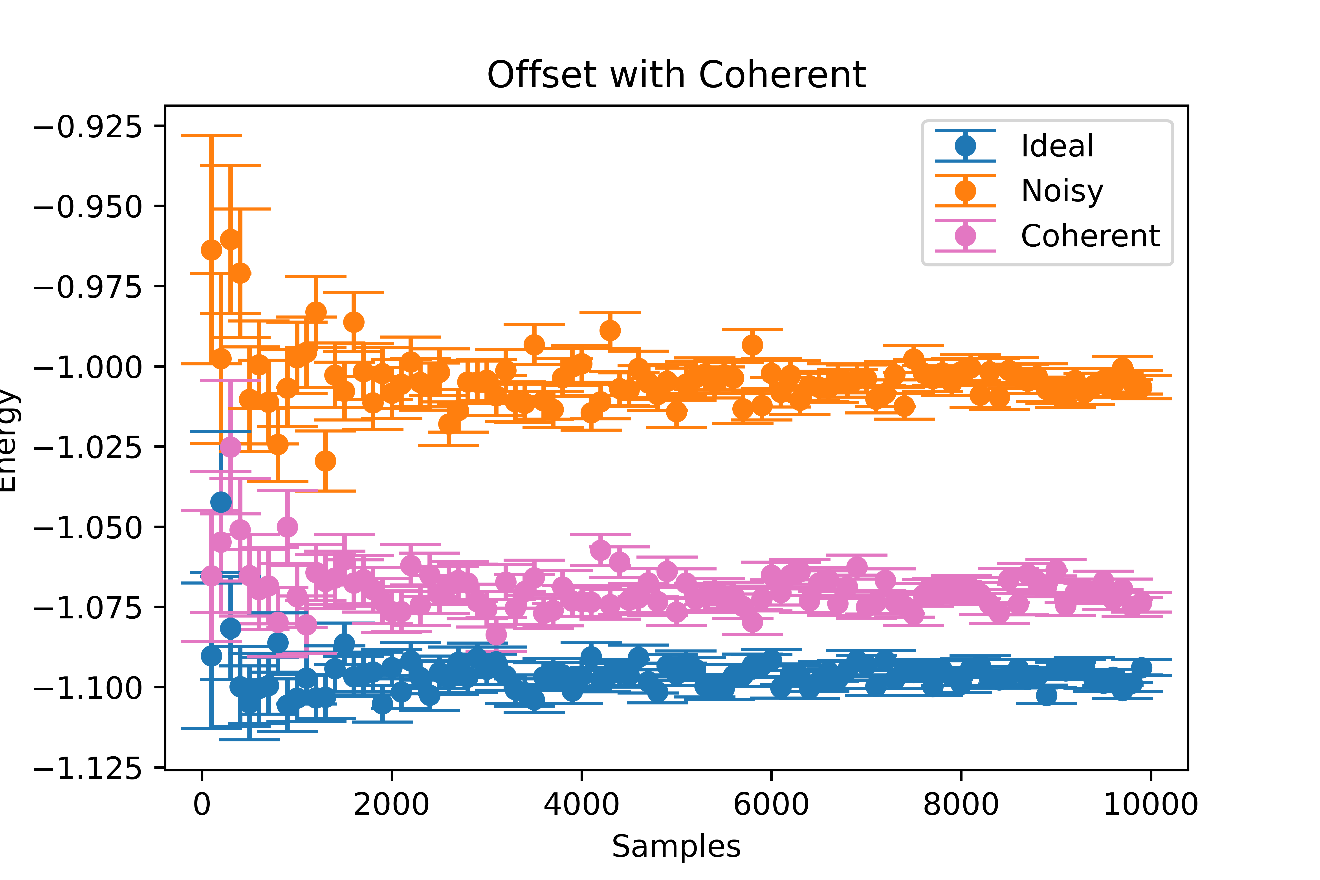 Offset with Coherent
−0.925
−0.950
−0.975
−1.000
−1.025
−1.050
−1.075
−1.100
−1.125
Energy
0 2000 4000 6000 8000 10000
Samples
Ideal
Noisy
Coherent